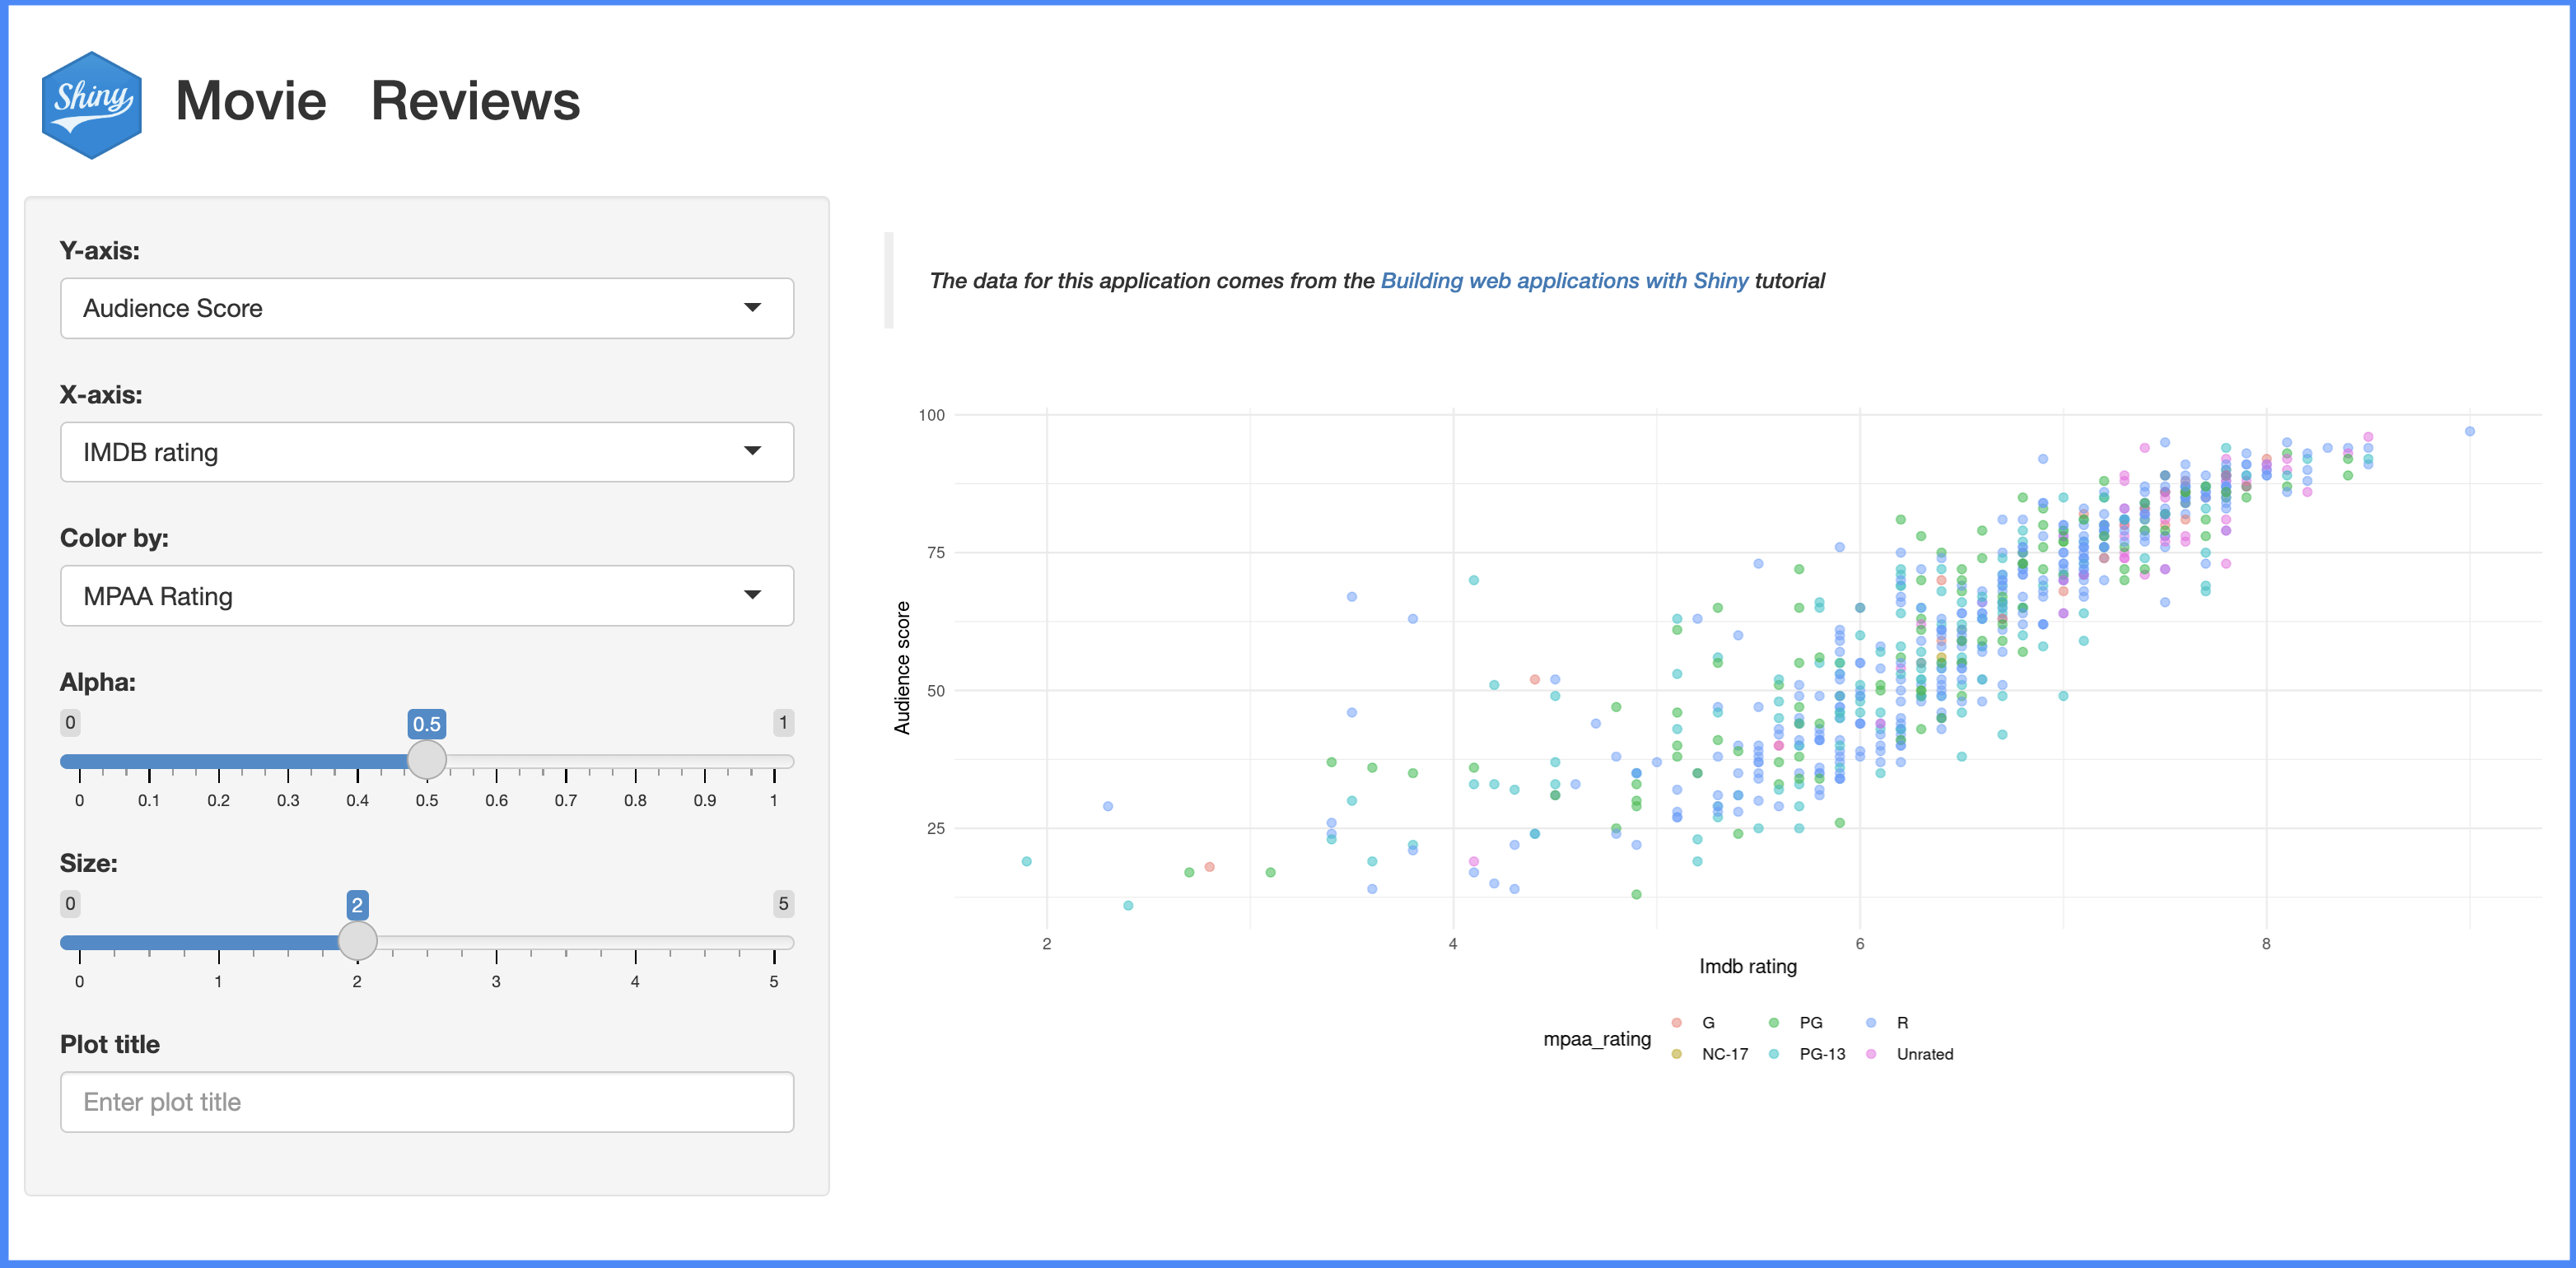 Shiny
Movie Reviews
Y-axis:
Audience Score
X-axis:
IMDB rating
Color by:
MPAA Rating
Alpha:
0 0.5 1
0 0.1 0.2 0.3 0.4 0.5 0.6 0.7 0.8 0.9 1
Size:
0 2 5
0 1 2 3 4 5
Plot title
Enter plot title
The data for this application comes from the Building web applications with Shiny tutorial
Audience score
100
75
50
25
2 4 6 8
Imdb rating
mpaa_rating
G PG R
NC-17 PG-13 Unrated